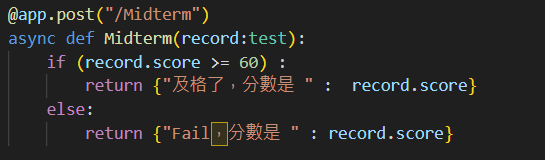 @app.post("/Midterm")
async def Midterm(record:test):
    if (record.score >= 60) :
        return {"及格了，分數是 " :  record.score}
    else:
        return {"Fail，分數是 " : record.score}